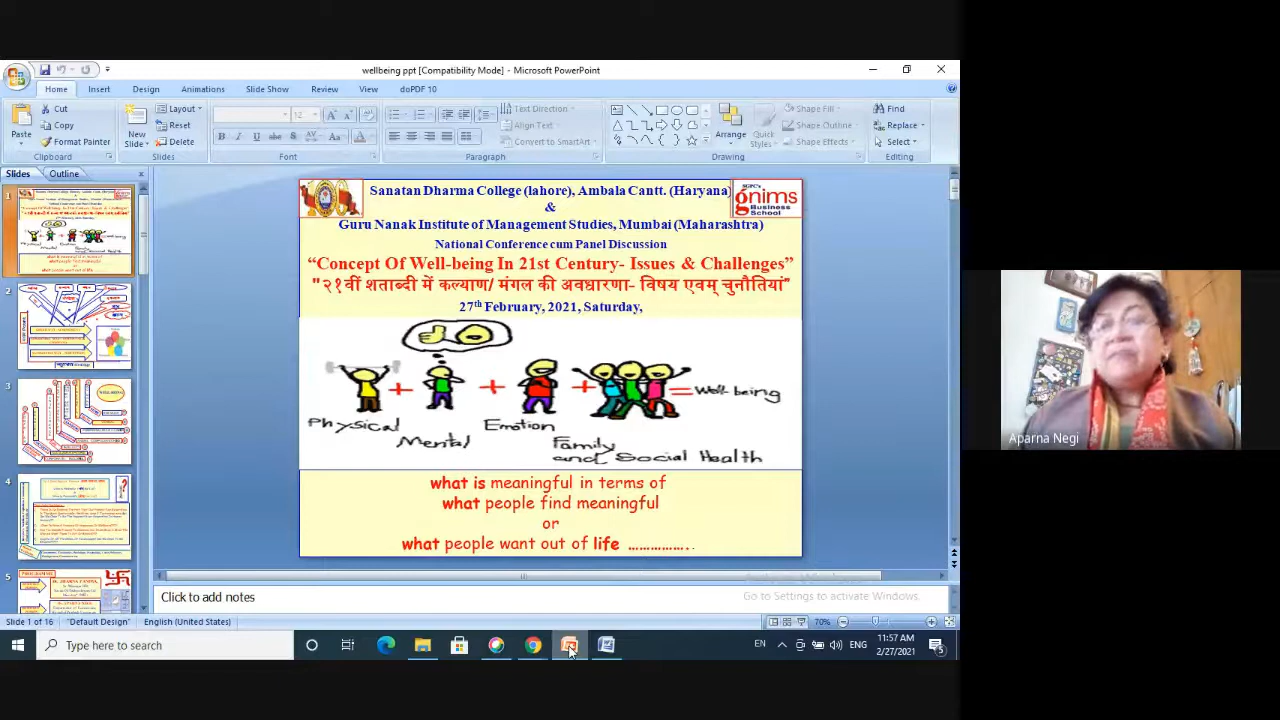 wellbeing ppt [Compatibility Mode] - Microsoft PowerPoint
Home Insert Design Animations Slide Show Review View doPDF 10
Paste Cut Copy Format Painter
Clipboard
New Slide Layout Reset Delete
Slides
12
Font
Text Direction Align Text Convert to SmartArt
Paragraph
Arrange Quick Styles Shape Fill Shape Outline Shape Effects
Drawing
Find Replace Select
Editing
Slides Outline
1
2
3
4
5
Sanatan Dharma College (lahore), Ambala Cantt. (Haryana)
&
Guru Nanak Institute of Management Studies, Mumbai (Maharashtra)
SGPC's
gnims
Business
School
National Conference cum Panel Discussion
“Concept Of Well-being In 21st Century- Issues & Challenges”
"२१वीं शताब्दी में कल्याण/ मंगल की अवधारणा- विषय एवम् चुनौतियां"
27th February, 2021, Saturday,
+ + + = Well-being
Physical
Mental
Emotion
Family
and Social Health
what is meaningful in terms of
what people find meaningful
or
what people want out of life ................
Click to add notes
Go to Settings to activate Windows.
Slide 1 of 16 "Default Design" English (United States) 70%
Type here to search
EN ENG 11:57 AM
2/27/2021
5
Aparna Negi